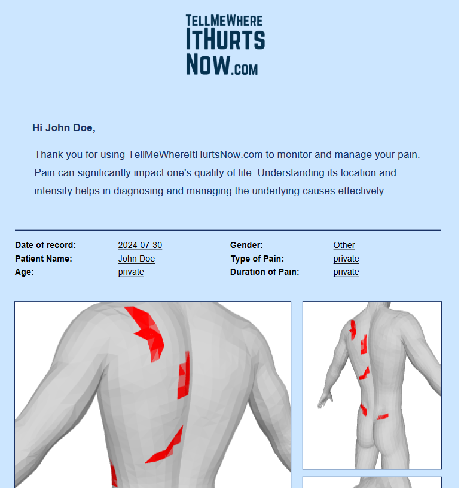 TELLMEWHERE
ITHURTS
NOW.COM
Hi John Doe,
Thank you for using TellMeWhereItHurtsNow.com to monitor and manage your pain.
Pain can significantly impact one's quality of life. Understanding its location and
intensity helps in diagnosing and managing the underlying causes effectively.
Date of record: 2024-07-30 Gender: Other
Patient Name: John Doe Type of Pain: private
Age: private Duration of Pain: private